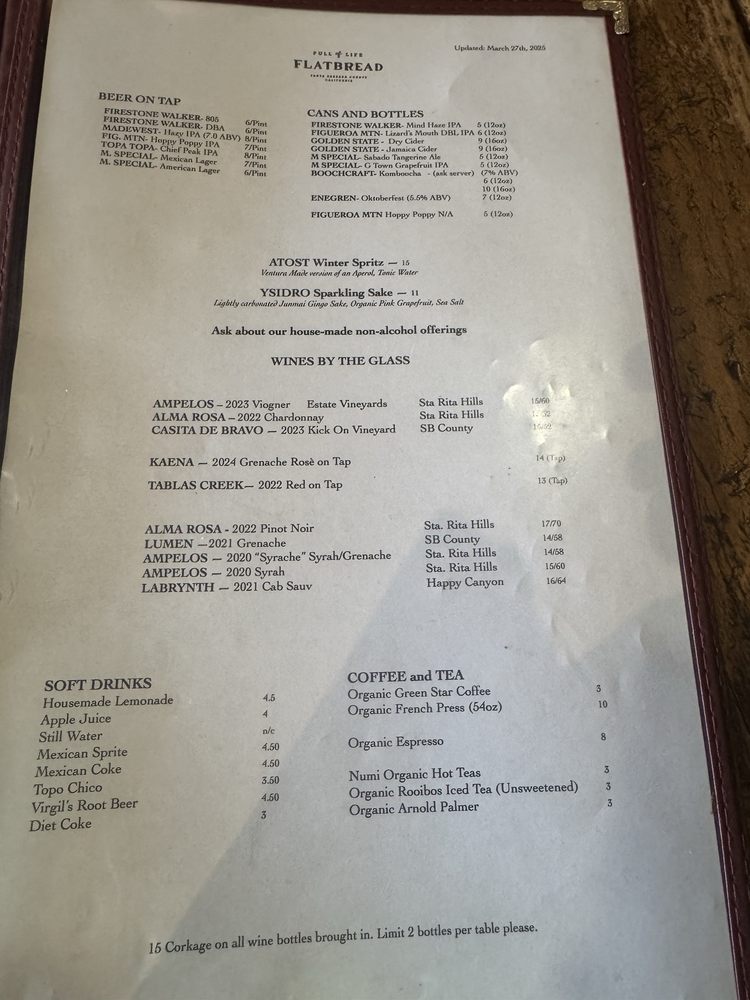 FULL of LIFE
FLATBREAD
CALIFORNIA
Updated: March 27th, 2025
BEER ON TAP
FIRESTONE WALKER- 805 6/Pint
FIRESTONE WALKER- DBA 6/Pint
MADEWEST- Hazy IPA (7.0 ABV) 8/Pint
FIG. MTN- Hoppy Poppy IPA 7/Pint
TOPA TOPA- Chief Peak IPA 8/Pint
M. SPECIAL- Mexican Lager 7/Pint
M. SPECIAL- American Lager 6/Pint
CANS AND BOTTLES
FIRESTONE WALKER- Mind Haze IPA 5 (12oz)
FIGUEROA MTN- Lizard's Mouth DBL IPA 6 (12oz)
GOLDEN STATE - Dry Cider 9 (16oz)
GOLDEN STATE - Jamaica Cider 9 (16oz)
M SPECIAL- Sabado Tangerine Ale 5 (12oz)
M SPECIAL- G Town Grapefruit IPA 5 (12oz)
BOOCHCRAFT- Komboocha - (ask server) (7% ABV)
6 (12oz)
10 (16oz)
ENEGREN- Oktoberfest (5.5% ABV) 7 (12oz)
FIGUEROA MTN Hoppy Poppy N/A 5 (12oz)
ATOST Winter Spritz — 15
Ventura Made version of an Aperol, Tonic Water
YSIDRO Sparkling Sake — 11
Lightly carbonated Junmai Gingo Sake, Organic Pink Grapefruit, Sea Salt
Ask about our house-made non-alcohol offerings
WINES BY THE GLASS
AMPELOS – 2023 Viogner Estate Vineyards Sta Rita Hills 15/60
ALMA ROSA – 2022 Chardonnay Sta Rita Hills
CASITA DE BRAVO — 2023 Kick On Vineyard SB County
KAENA — 2024 Grenache Rosè on Tap 14 (Tap)
TABLAS CREEK— 2022 Red on Tap 13 (Tap)
ALMA ROSA - 2022 Pinot Noir Sta. Rita Hills 17/70
LUMEN —2021 Grenache SB County 14/58
AMPELOS — 2020 "Syrache" Syrah/Grenache Sta. Rita Hills 14/58
AMPELOS — 2020 Syrah Sta. Rita Hills 15/60
LABRYNTH — 2021 Cab Sauv Happy Canyon 16/64
SOFT DRINKS
Housemade Lemonade 4.5
Apple Juice 4
Still Water n/c
Mexican Sprite 4.50
Mexican Coke 4.50
Topo Chico 3.50
Virgil's Root Beer 4.50
Diet Coke 3
COFFEE and TEA
Organic Green Star Coffee 3
Organic French Press (54oz) 10
Organic Espresso 8
Numi Organic Hot Teas 3
Organic Rooibos Iced Tea (Unsweetened) 3
Organic Arnold Palmer 3
15 Corkage on all wine bottles brought in. Limit 2 bottles per table please.